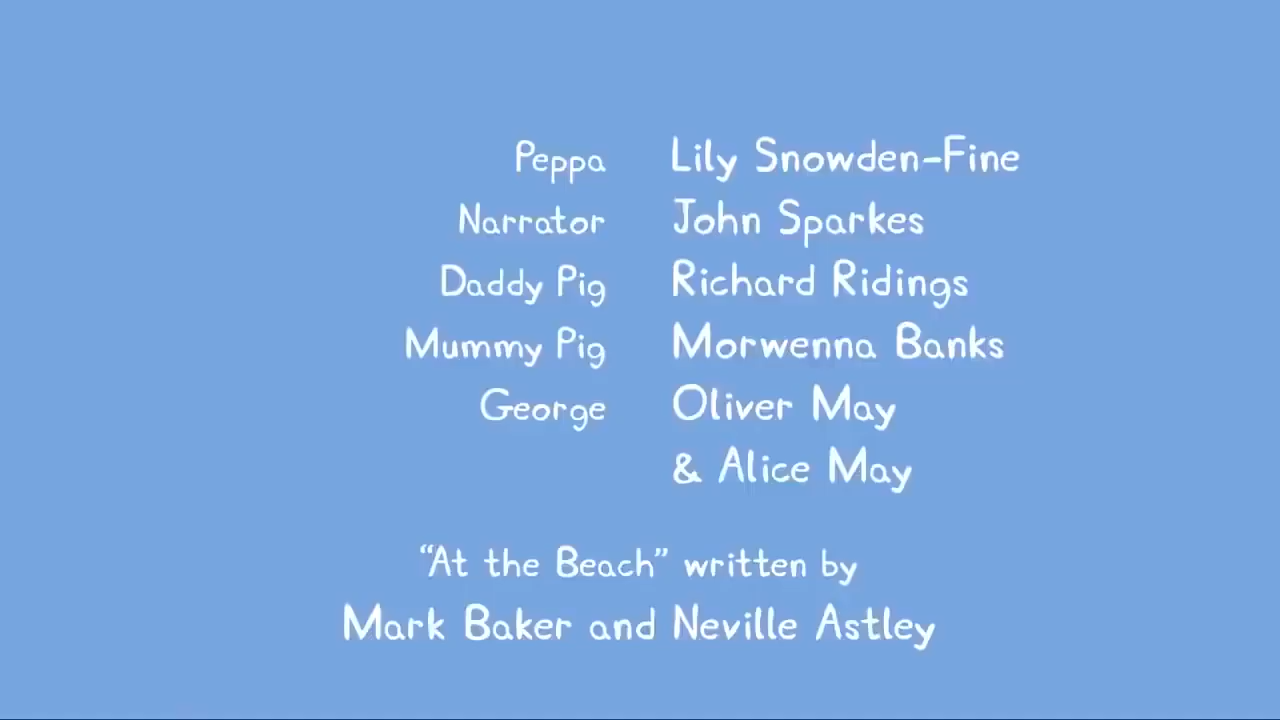 Peppa Lily Snowden-Fine
Narrator John Sparkes
Daddy Pig Richard Ridings
Mummy Pig Morwenna Banks
George Oliver May
& Alice May
“At the Beach” written by
Mark Baker and Neville Astley